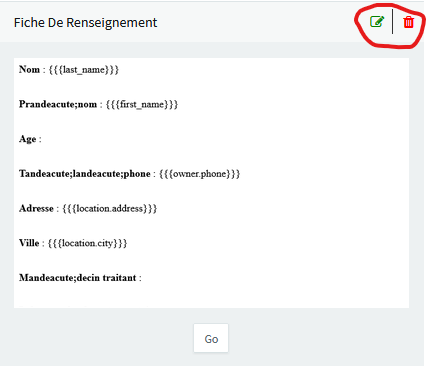 Fiche De Renseignement
Nom : {{{last_name}}}
Prandeacute;nom : {{{first_name}}}
Age :
Tandeacute;landeacute;phone : {{{owner.phone}}}
Adresse : {{{location.address}}}
Ville : {{{location.city}}}
Mandeacute;decin traitant :
Go